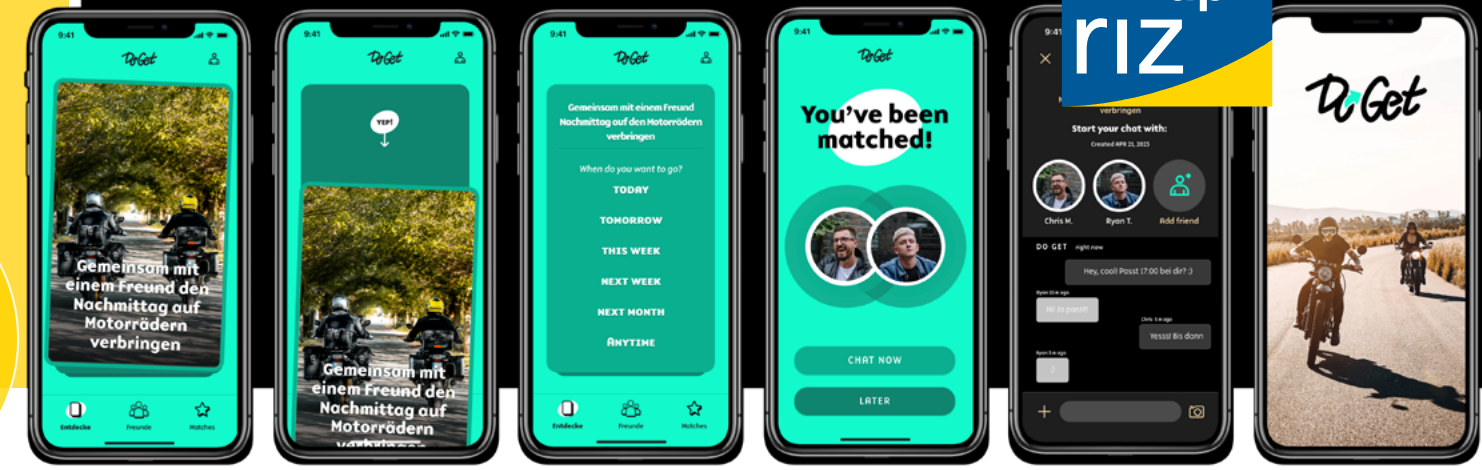 9:41
DoGet
Gemeinsam mit
einem Freund den
Nachmittag auf
Motorrädern
verbringen
Entdecke
Freunde
Matches
9:41
DoGet
YEP!
Gemeinsam mit
einem Freund den
Nachmittag auf
Motorrädern
verbringen
9:41
DoGet
Gemeinsam mit einem Freund
Nachmittag auf den Motorrädern
verbringen
When do you want to go?
TODAY
TOMORROW
THIS WEEK
NEXT WEEK
NEXT MONTH
ANYTIME
Entdecke
Freunde
Matches
9:41
DoGet
You've been
matched!
CHAT NOW
LATER
9:41
riz
verbringen
Start your chat with:
Created APR 21, 2023
Chris M.
Ryan T.
Add friend
DO GET right now
Hey, cool! Passt 17:00 bei dir? :)
Hi! Ja passt!
Yesss! Bis dann
:)
DoGet